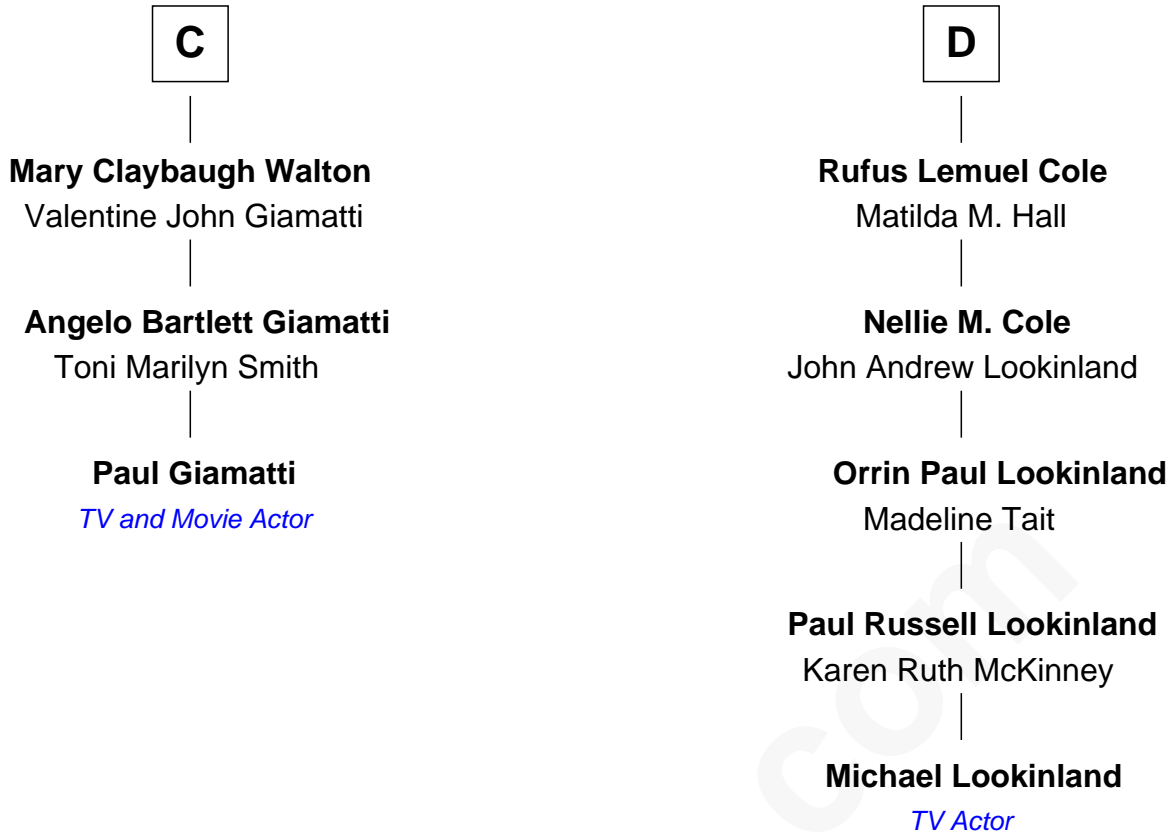 C
Mary Claybaugh Walton
Valentine John Giamatti
Angelo Bartlett Giamatti
Toni Marilyn Smith
Paul Giamatti
TV and Movie Actor
D
Rufus Lemuel Cole
Matilda M. Hall
Nellie M. Cole
John Andrew Lookinland
Orrin Paul Lookinland
Madeline Tait
Paul Russell Lookinland
Karen Ruth McKinney
Michael Lookinland
TV Actor
com